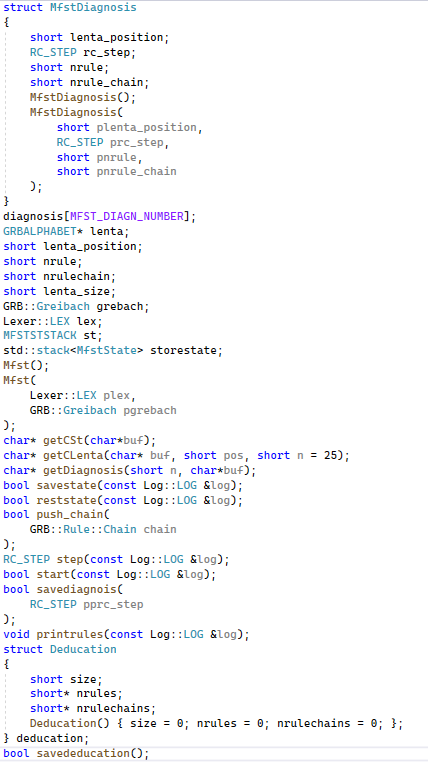 struct MfstDiagnosis
{
short lenta_position;
RC_STEP rc_step;
short nrule;
short nrule_chain;
MfstDiagnosis();
MfstDiagnosis(
short plenta_position,
RC_STEP prc_step,
short pnrule,
short pnrule_chain
);
}
diagnosis[MFST_DIAGN_NUMBER];
GRBALPHABET* lenta;
short lenta_position;
short nrule;
short nrulechain;
short lenta_size;
GRB::Greibach grebach;
Lexer::LEX lex;
MFSTSTSTACK st;
std::stack<MfstState> storestate;
Mfst();
Mfst(
Lexer::LEX plex,
GRB::Greibach pgrebach
);
char* getCSt(char*buf);
char* getCLenta(char* buf, short pos, short n = 25);
char* getDiagnosis(short n, char*buf);
bool savestate(const Log::LOG &log);
bool reststate(const Log::LOG &log);
bool push_chain(
GRB::Rule::Chain chain
);
RC_STEP step(const Log::LOG &log);
bool start(const Log::LOG &log);
bool savediagnois(
RC_STEP pprc_step
);
void printrules(const Log::LOG &log);
struct Deducation
{
short size;
short* nrules;
short* nrulechains;
Deducation() { size = 0; nrules = 0; nrulechains = 0; };
} deducation;
bool savededucation();